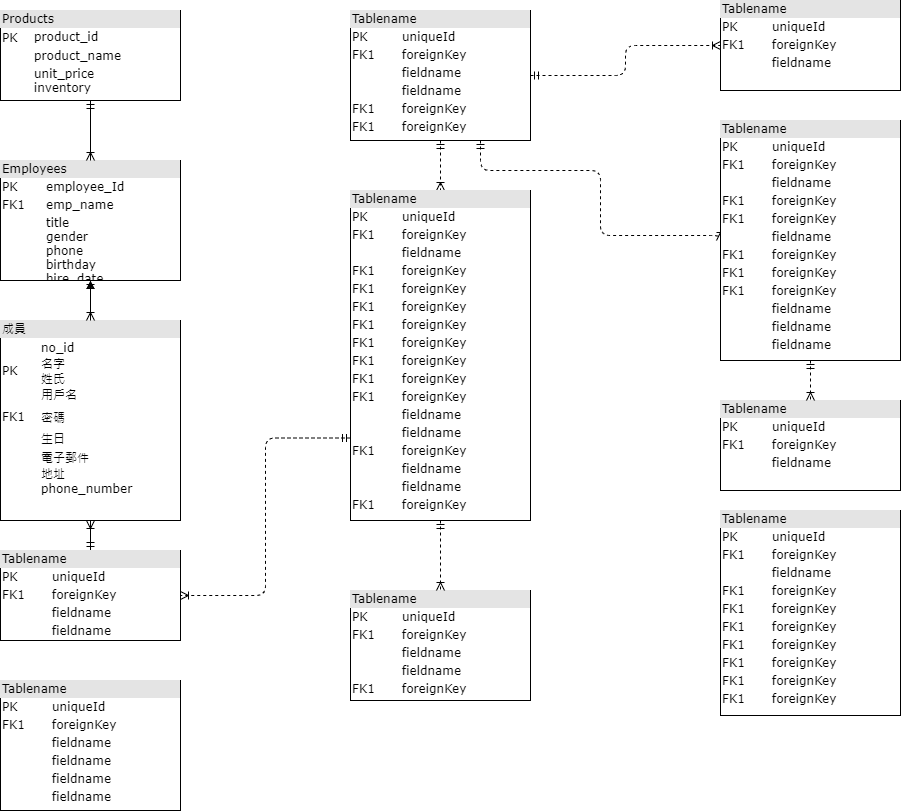 Products
PK product_id
product_name
unit_price
inventory
Employees
PK employee_Id
FK1 emp_name
title
gender
phone
birthday
hire_date
成員
no_id
名字
PK
姓氏
用戶名
FK1 密碼
生日
電子郵件
地址
phone_number
Tablename
PK uniqueId
FK1 foreignKey
fieldname
fieldname
Tablename
PK uniqueId
FK1 foreignKey
fieldname
fieldname
fieldname
fieldname
Tablename
PK uniqueId
FK1 foreignKey
fieldname
fieldname
FK1 foreignKey
FK1 foreignKey
Tablename
PK uniqueId
FK1 foreignKey
fieldname
FK1 foreignKey
FK1 foreignKey
FK1 foreignKey
FK1 foreignKey
FK1 foreignKey
FK1 foreignKey
FK1 foreignKey
FK1 foreignKey
fieldname
fieldname
FK1 foreignKey
fieldname
fieldname
FK1 foreignKey
Tablename
PK uniqueId
FK1 foreignKey
fieldname
fieldname
FK1 foreignKey
Tablename
PK uniqueId
FK1 foreignKey
fieldname
Tablename
PK uniqueId
FK1 foreignKey
fieldname
FK1 foreignKey
FK1 foreignKey
fieldname
FK1 foreignKey
FK1 foreignKey
FK1 foreignKey
fieldname
fieldname
fieldname
Tablename
PK uniqueId
FK1 foreignKey
fieldname
Tablename
PK uniqueId
FK1 foreignKey
fieldname
FK1 foreignKey
FK1 foreignKey
FK1 foreignKey
FK1 foreignKey
FK1 foreignKey
FK1 foreignKey
FK1 foreignKey